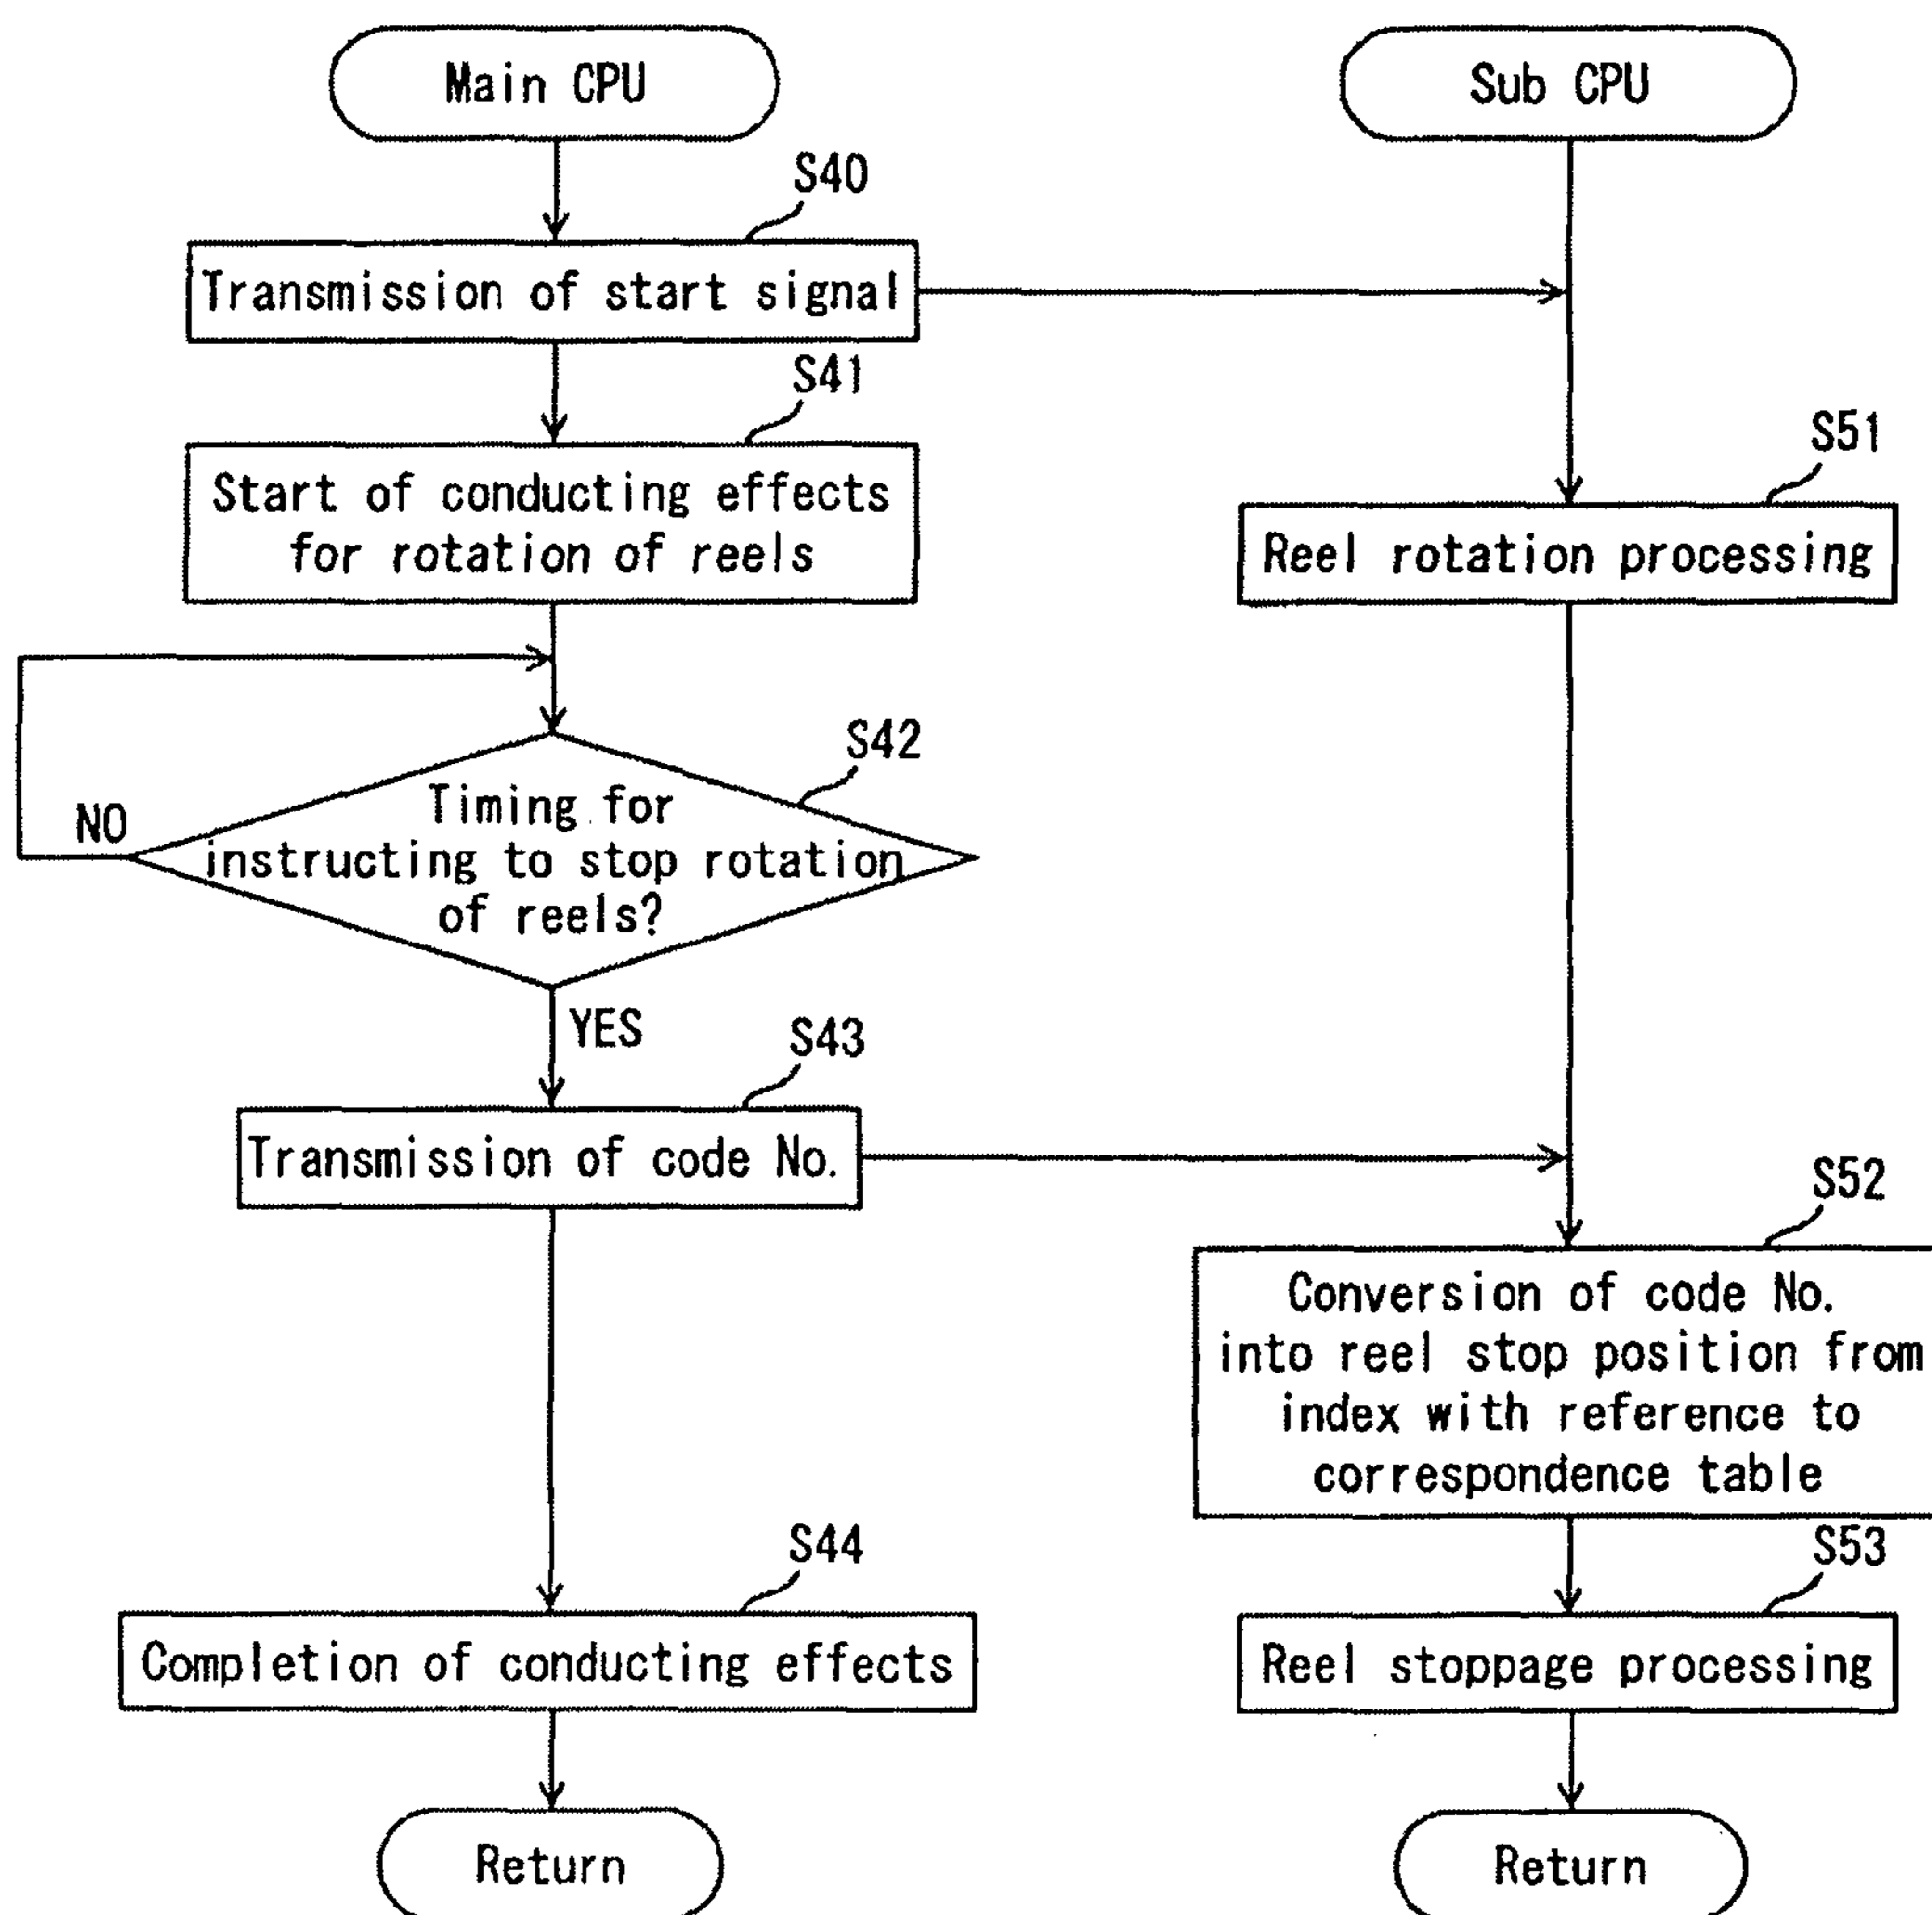 Main CPU
Sub CPU
S40
Transmission of start signal
S41
Start of conducting effects
for rotation of reels
S51
Reel rotation processing
S42
Timing for
instructing to stop rotation
of reels?
NO
YES
S43
Transmission of code No.
S52
Conversion of code No.
into reel stop position from
index with reference to
correspondence table
S44
Completion of conducting effects
S53
Reel stoppage processing
Return
Return